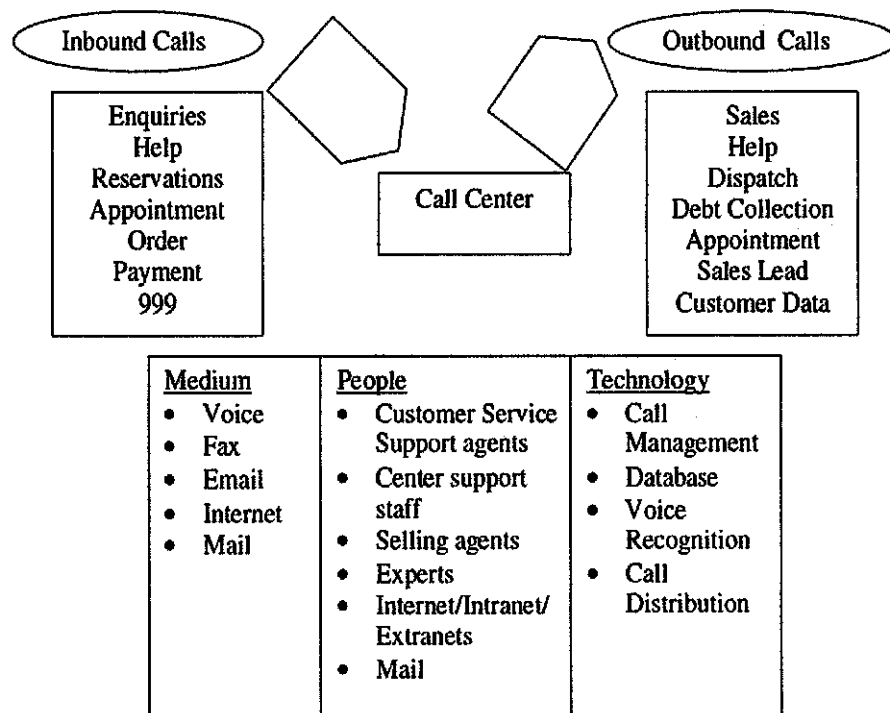 Inbound Calls
Outbound Calls
Enquiries
Help
Reservations
Appointment
Order
Payment
999
Call Center
Sales
Help
Dispatch
Debt Collection
Appointment
Sales Lead
Customer Data
Medium
• Voice
• Fax
• Email
• Internet
• Mail
People
• Customer Service
Support agents
• Center support
staff
• Selling agents
• Experts
• Internet/Intranet/
Extranets
• Mail
Technology
• Call
Management
• Database
• Voice
Recognition
• Call
Distribution